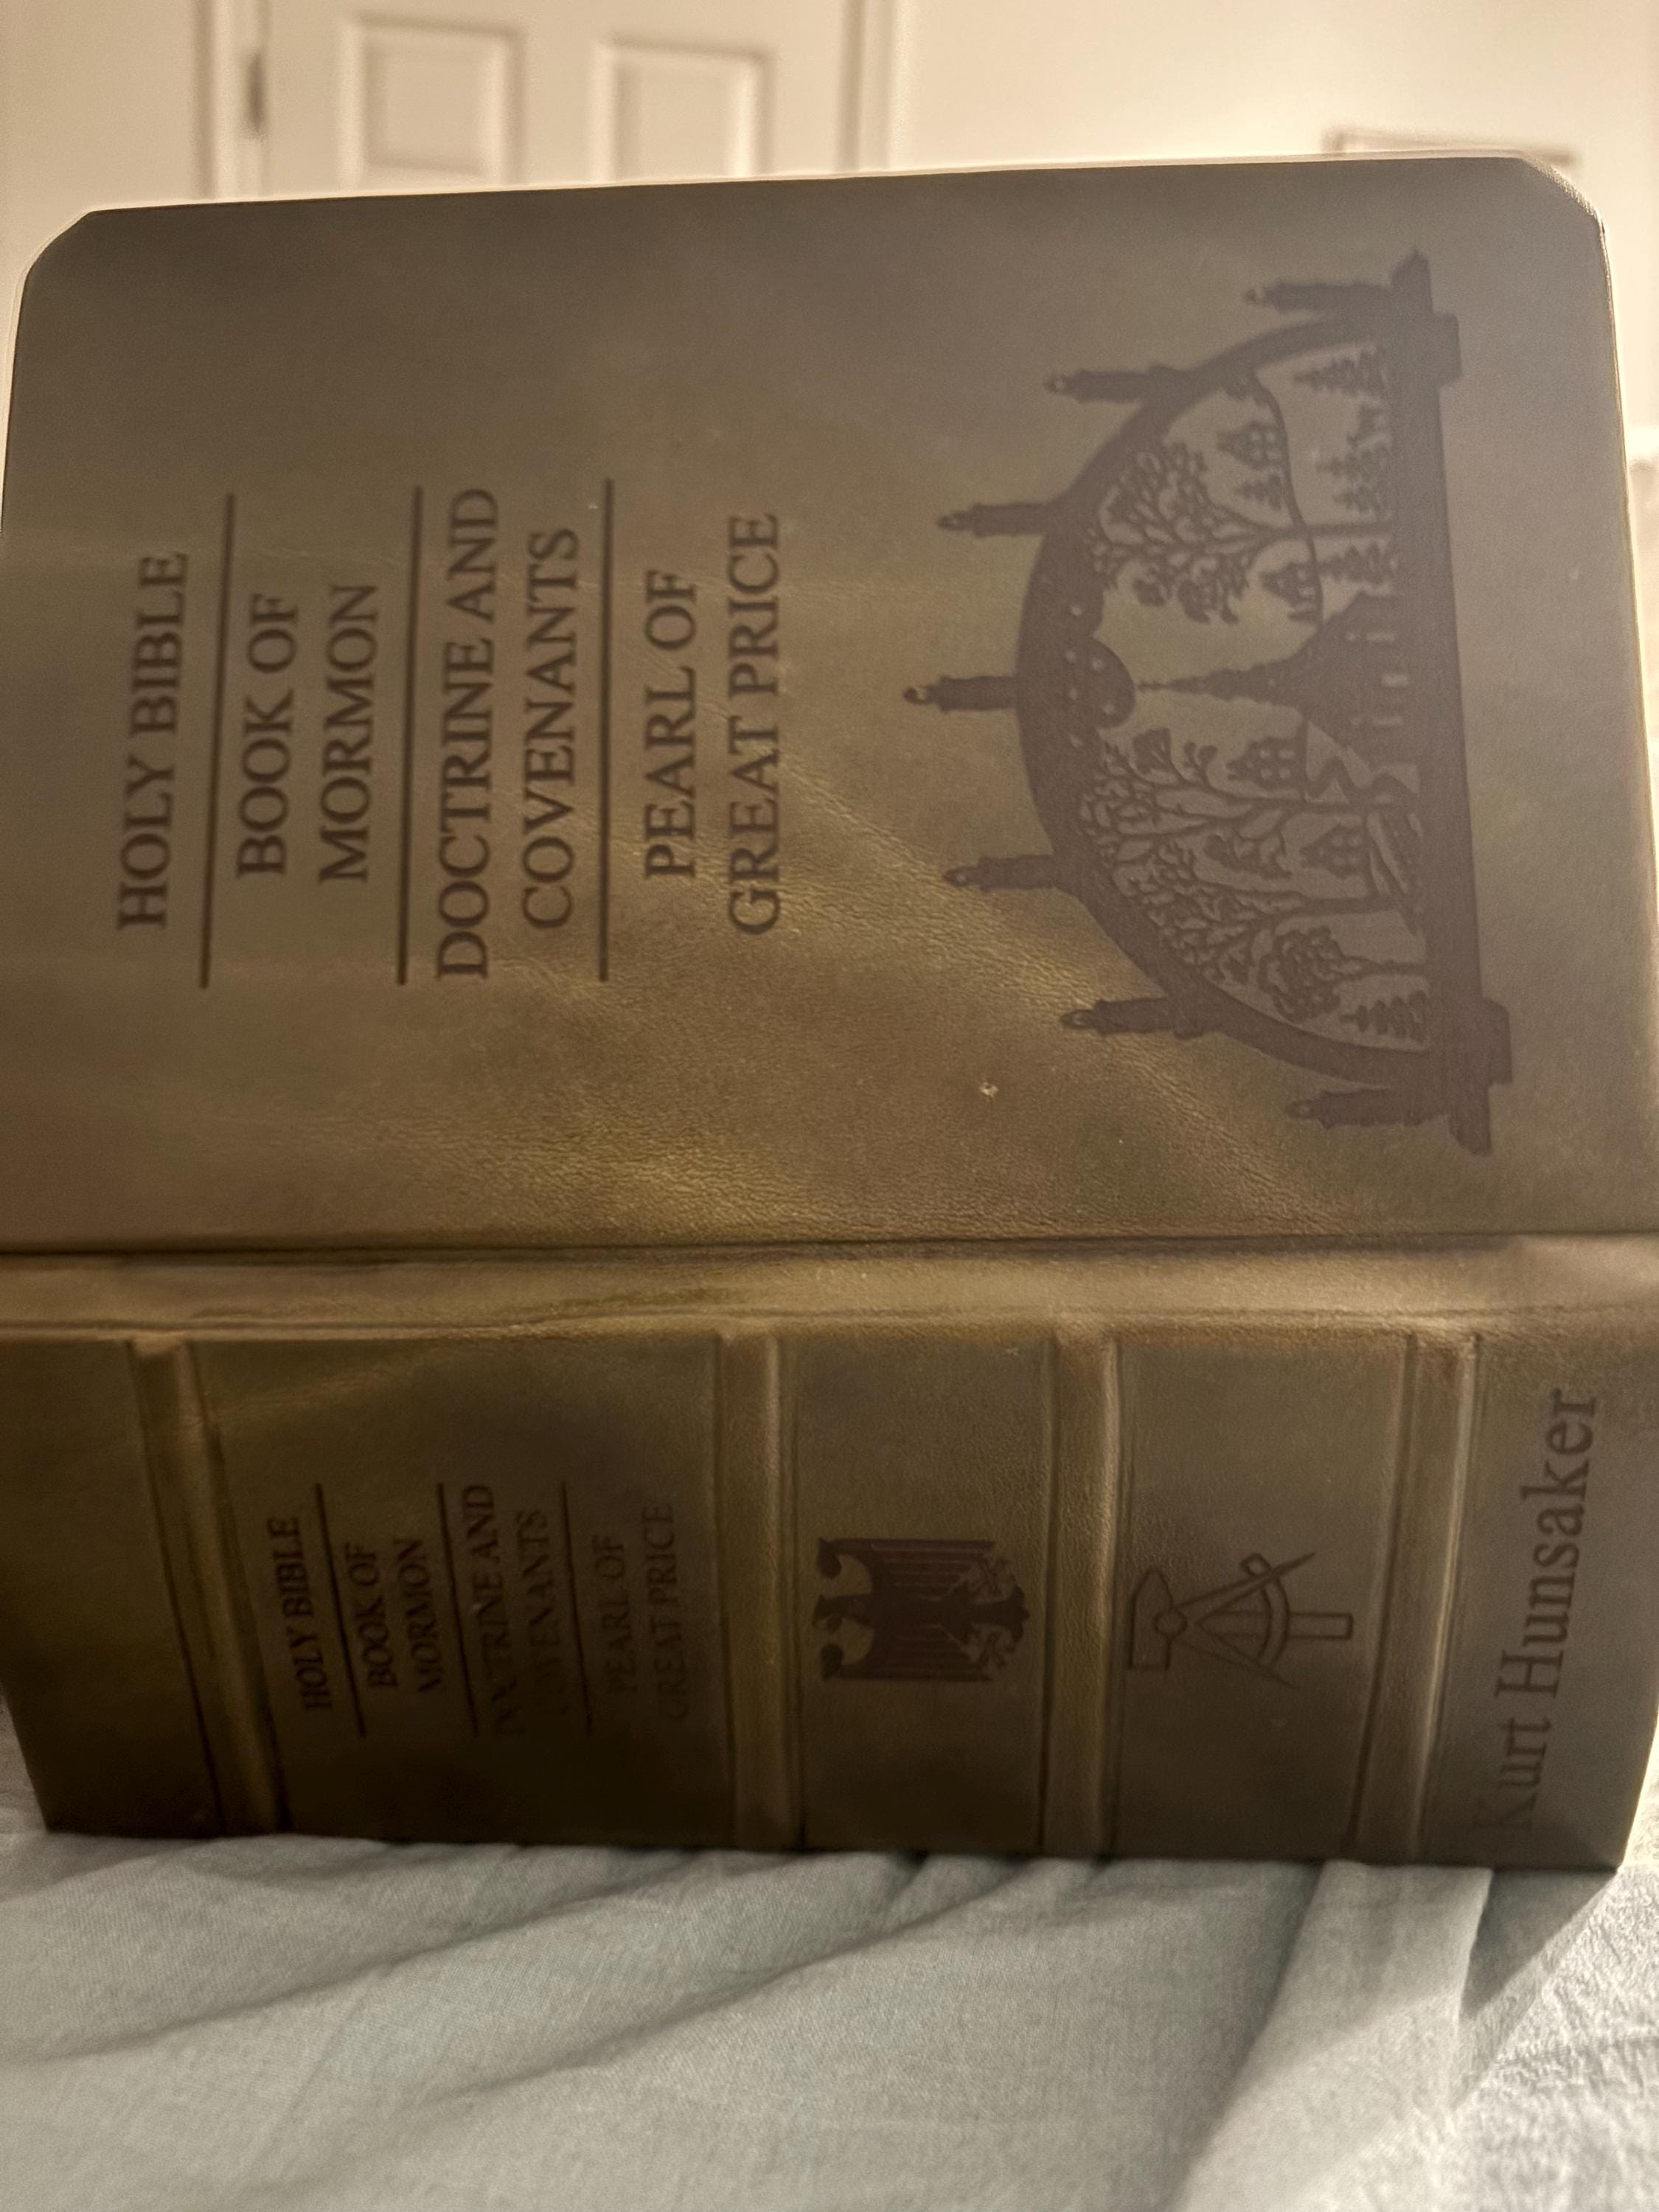 HOLY BIBLE
BOOK OF
MORMON
DOCTRINE AND
COVENANTS
PEARL OF
GREAT PRICE
HOLY BIBLE
BOOK OF
MORMON
DOCTRINE AND
COVENANTS
PEARL OF
GREAT PRICE
Kurt Hunsaker